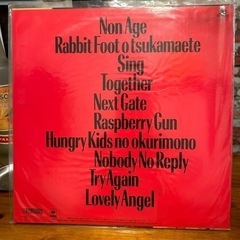 Non Age
Rabbit Foot o tsukamaete
Sing
Together
Next Gate
Raspberry Gun
Hungry Kids no okurimono
Nobody No Reply
Try Again
Lovely Angel